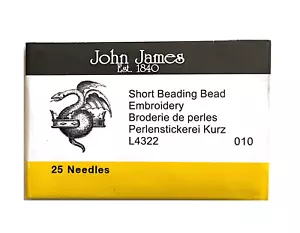 John James
Est. 1840
Short Beading Bead
Embroidery
Broderie de perles
Perlenstickerei Kurz
L4322 010
25 Needles